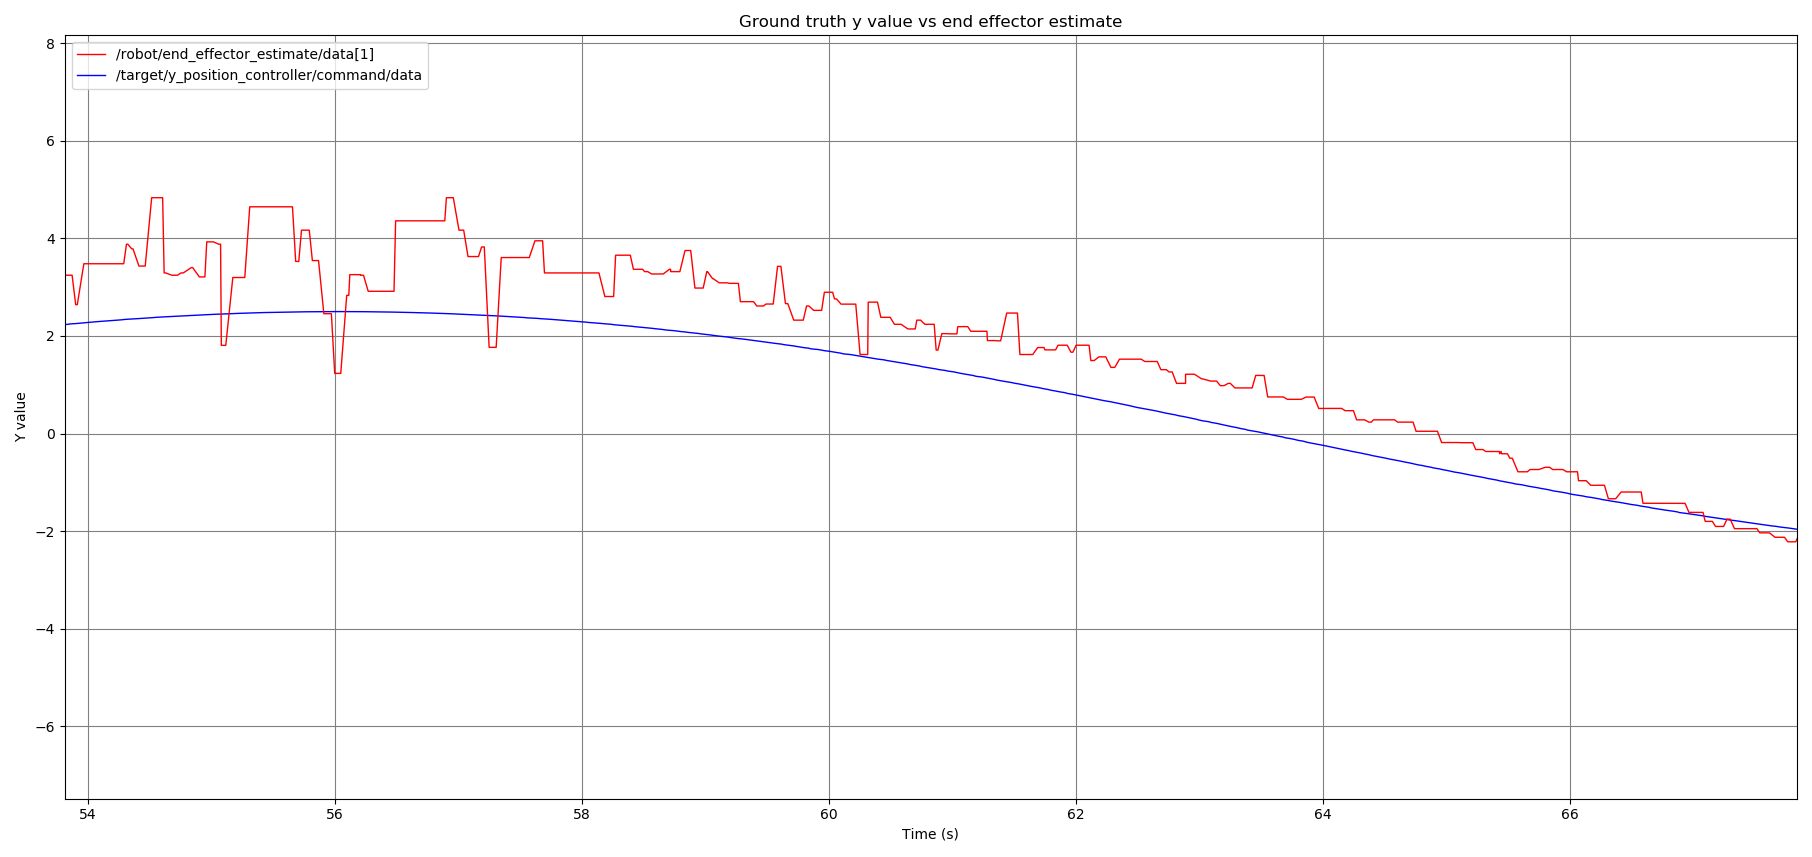 Ground truth y value vs end effector estimate
/robot/end_effector_estimate/data[1]
/target/y_position_controller/command/data
8
6
4
2
0
−2
−4
−6
Y value
54 56 58 60 62 64 66
Time (s)